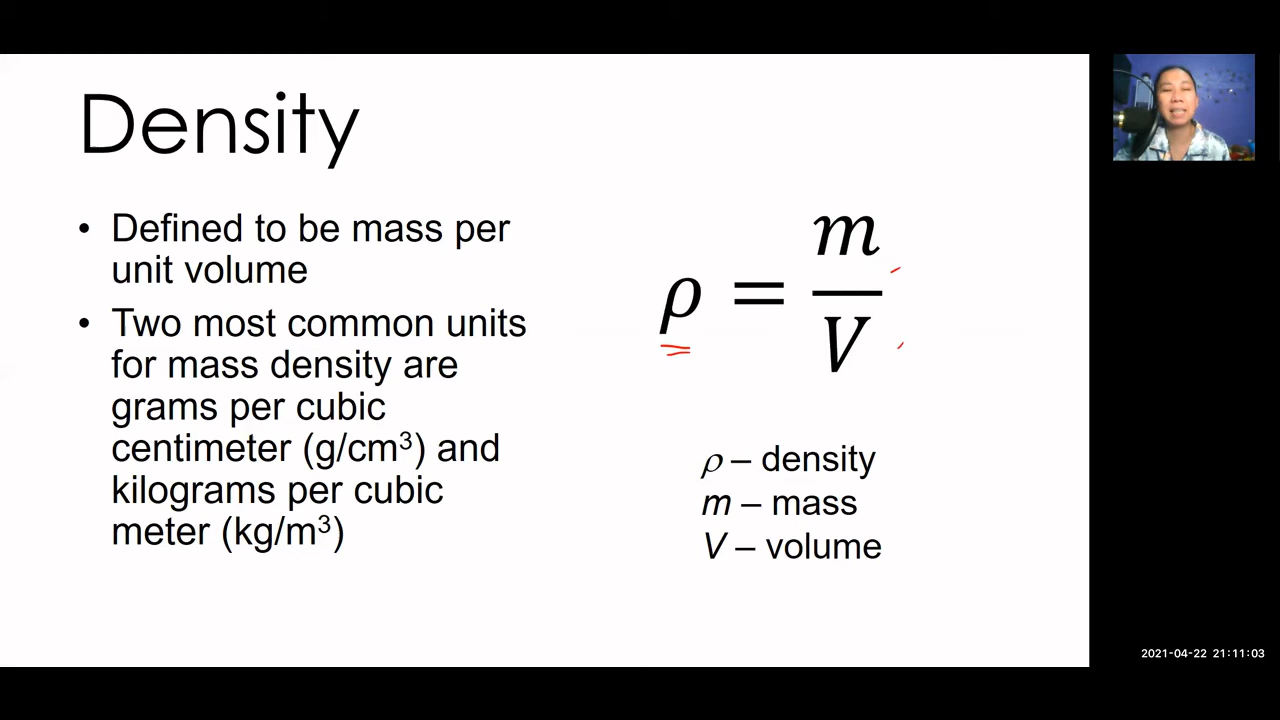 Density
• Defined to be mass per
unit volume
• Two most common units
for mass density are
grams per cubic
centimeter (g/cm³) and
kilograms per cubic
meter (kg/m³)
ρ = m/V
ρ – density
m – mass
V – volume
2021-04-22 21:11:03